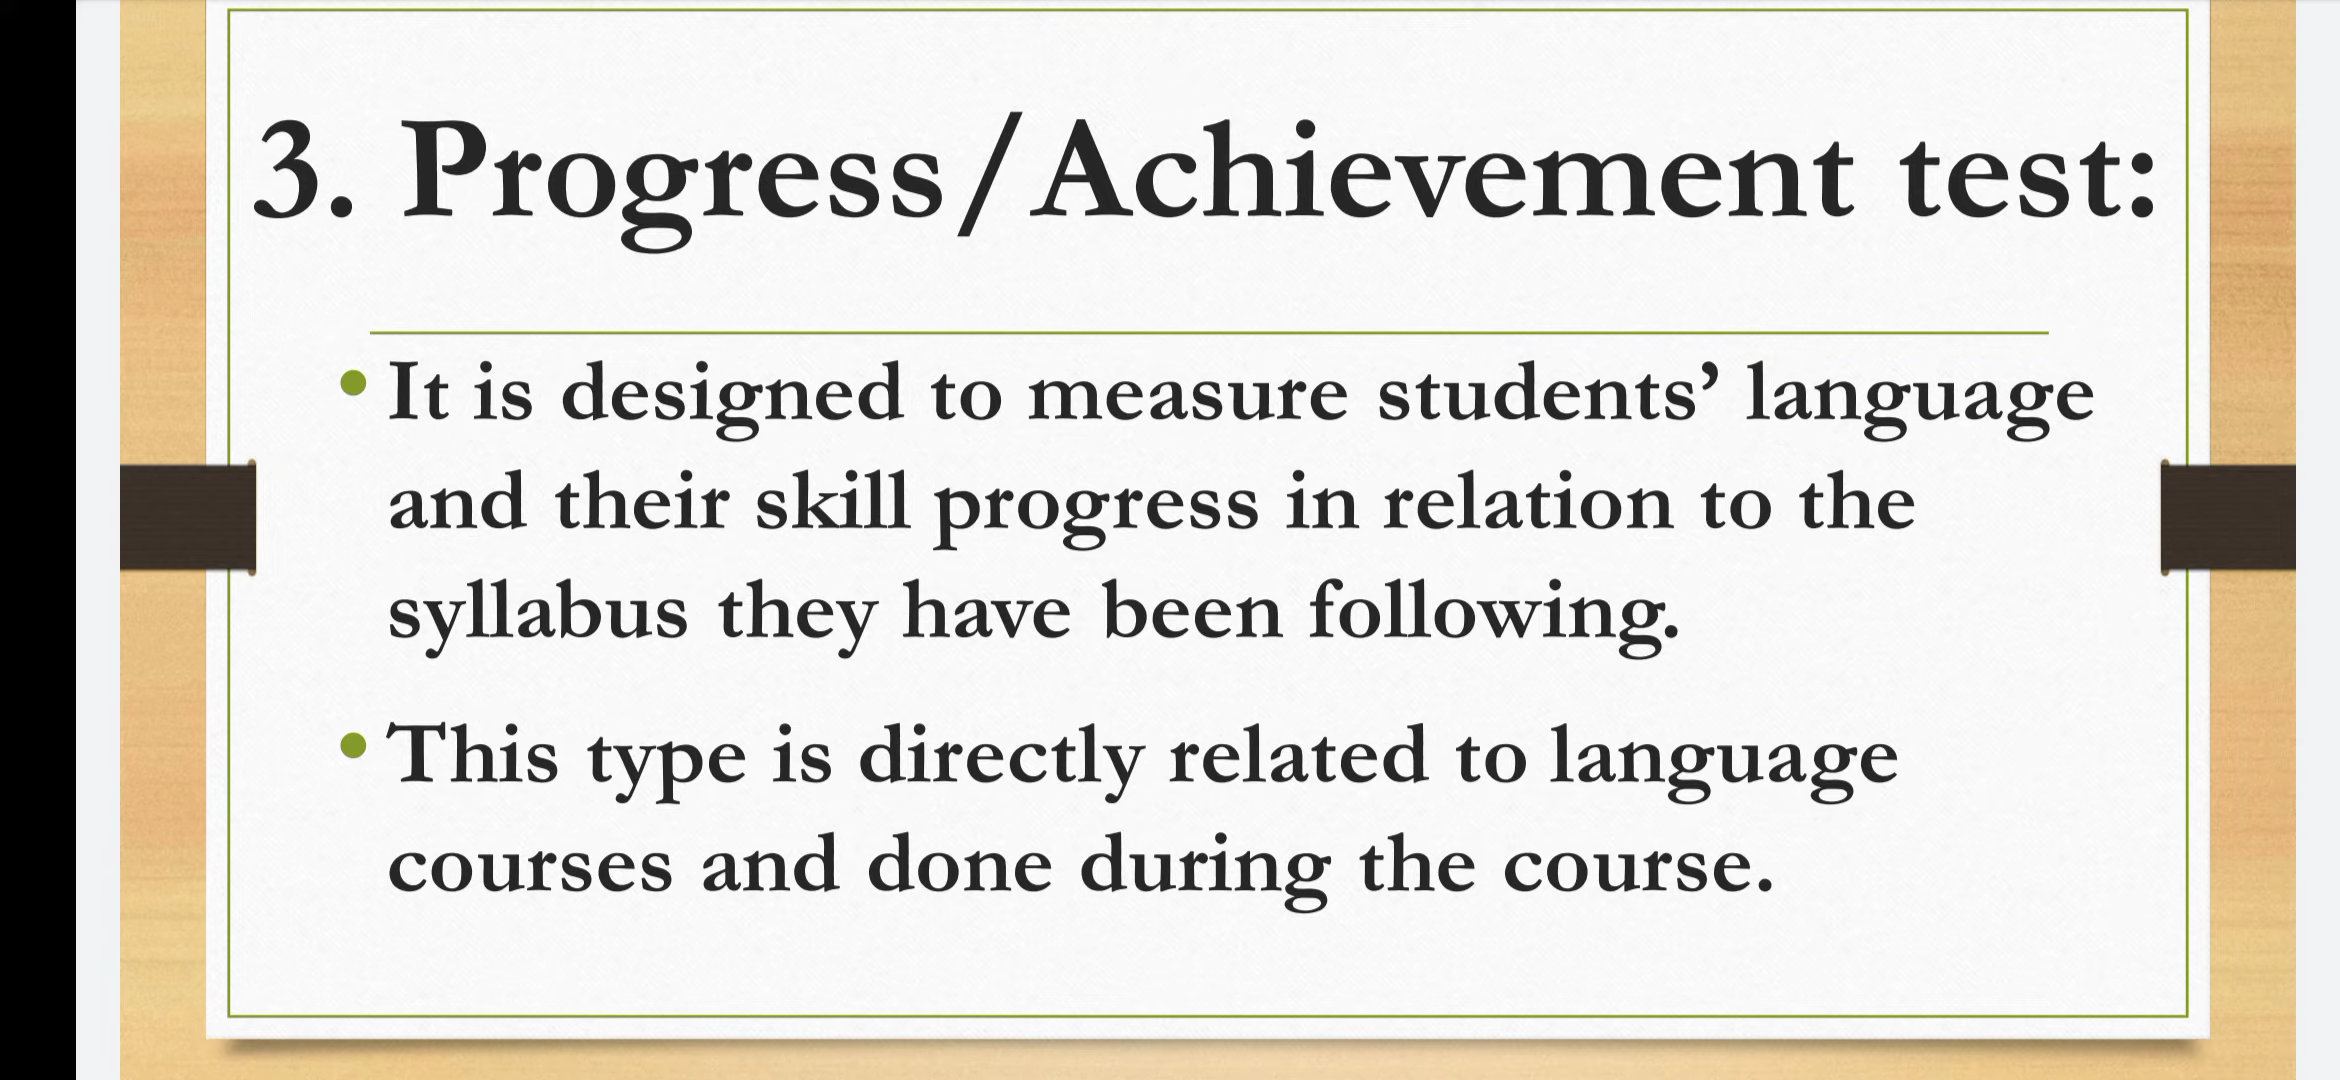 3. Progress/Achievement test:
• It is designed to measure students’ language
and their skill progress in relation to the
syllabus they have been following.
• This type is directly related to language
courses and done during the course.